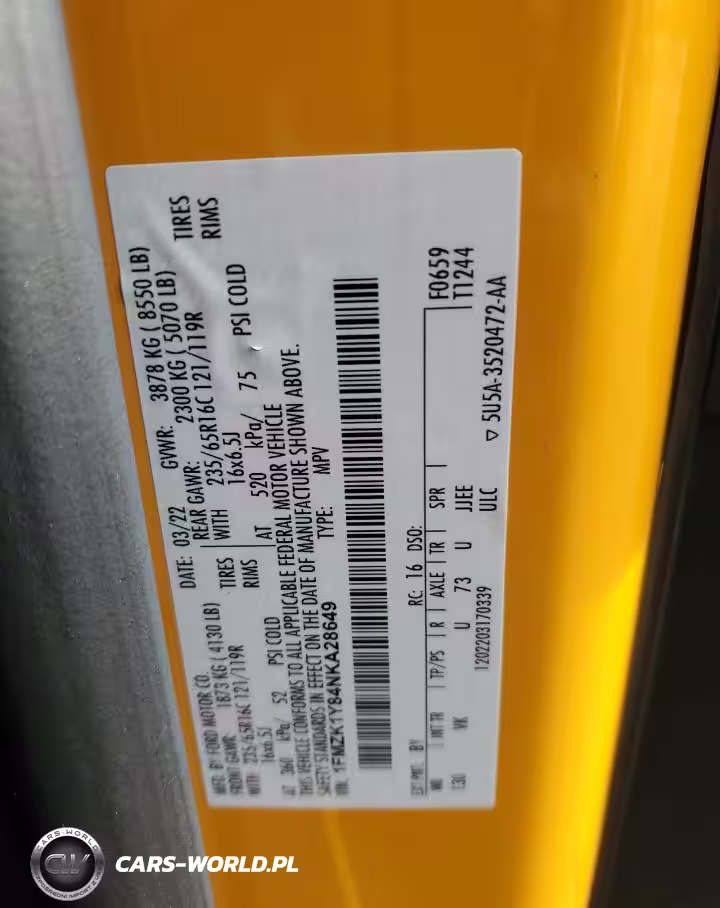 MFD. BY FORD MOTOR CO.
DATE: 03/22 GVWR: 3878 KG ( 8550 LB)
FRONT GAWR: 1873 KG ( 4130 LB) REAR GAWR: 2300 KG ( 5070 LB)
WITH 235/65R16C 121/119R TIRES WITH 235/65R16C 121/119R TIRES
16x6.5J RIMS 16x6.5J RIMS
AT 360 kPa/ 52 PSI COLD AT 520 kPa/ 75 PSI COLD
THIS VEHICLE CONFORMS TO ALL APPLICABLE FEDERAL MOTOR VEHICLE
SAFETY STANDARDS IN EFFECT ON THE DATE OF MANUFACTURE SHOWN ABOVE.
VIN: 1FMZK1Y84NKA28649 TYPE: MPV
F0659
T1244
RC: 16 DSO:
EXT PNT. BY
WB INT TR TP/PS R AXLE TR SPR
130 VK U 73 U JJEE
ULC
1202203170339
▽ 5U5A-3520472-AA
CARS-WORLD
CW
CARS-WORLD.PL